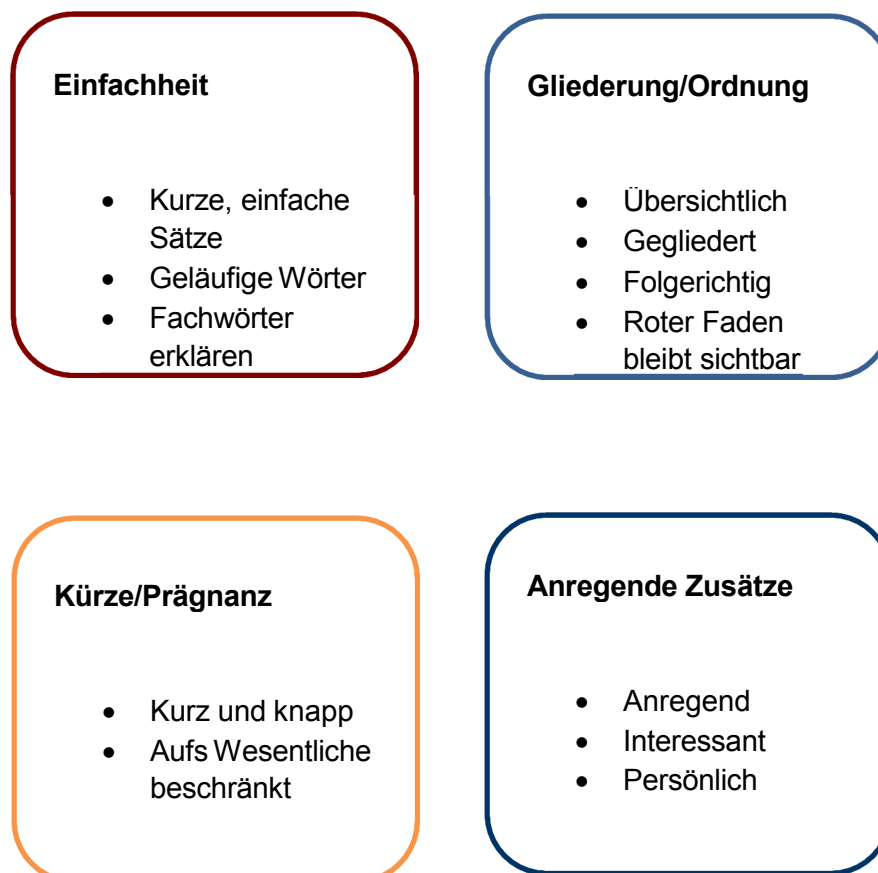 Einfachheit
• Kurze, einfache
Sätze
• Geläufige Wörter
• Fachwörter
erklären
Gliederung/Ordnung
• Übersichtlich
• Gegliedert
• Folgerichtig
• Roter Faden
bleibt sichtbar
Kürze/Prägnanz
• Kurz und knapp
• Aufs Wesentliche
beschränkt
Anregende Zusätze
• Anregend
• Interessant
• Persönlich